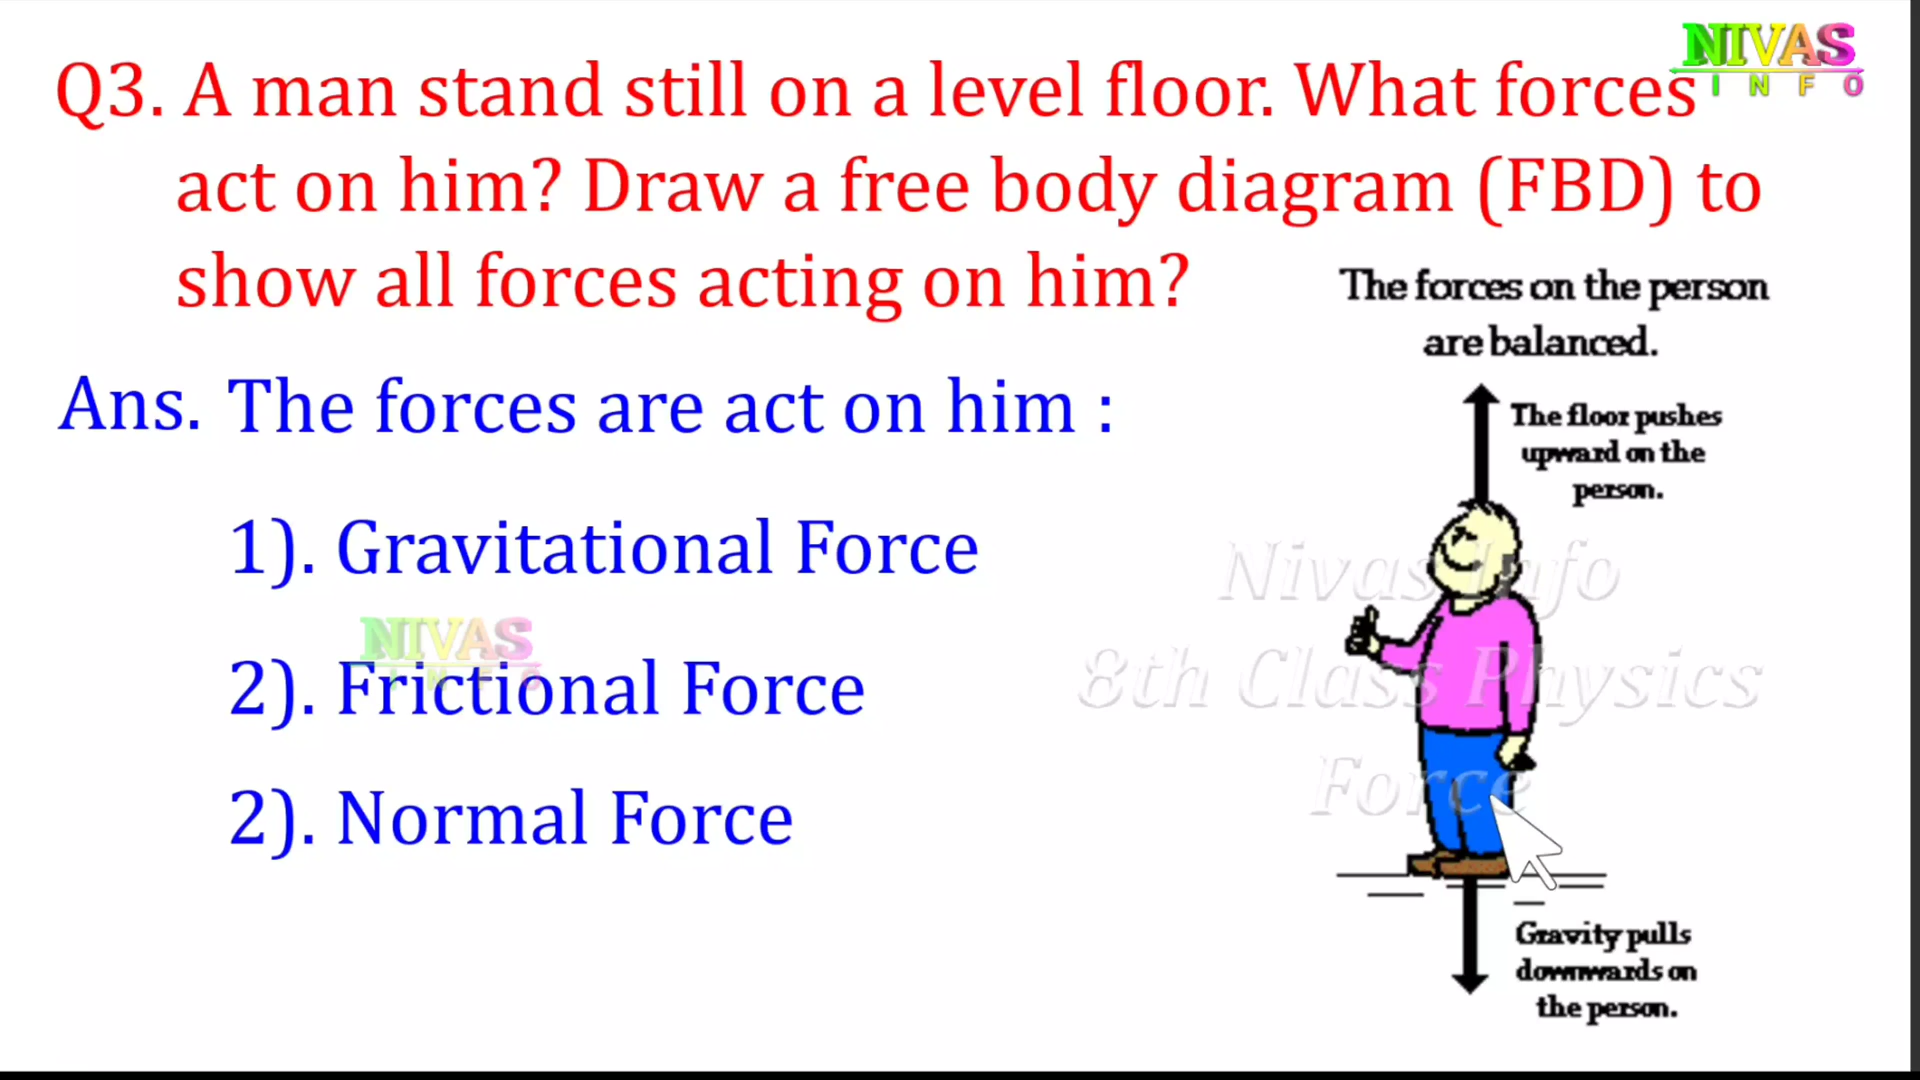 NIVAS
INFO
Q3. A man stand still on a level floor. What forces
act on him? Draw a free body diagram (FBD) to
show all forces acting on him?
The forces on the person
are balanced.
Ans. The forces are act on him :
The floor pushes
upward on the
person.
1). Gravitational Force
Nivas Info
NIVAS
INFO
2). Frictional Force
8th Class Physics
2). Normal Force
Force
Gravity pulls
downwards on
the person.